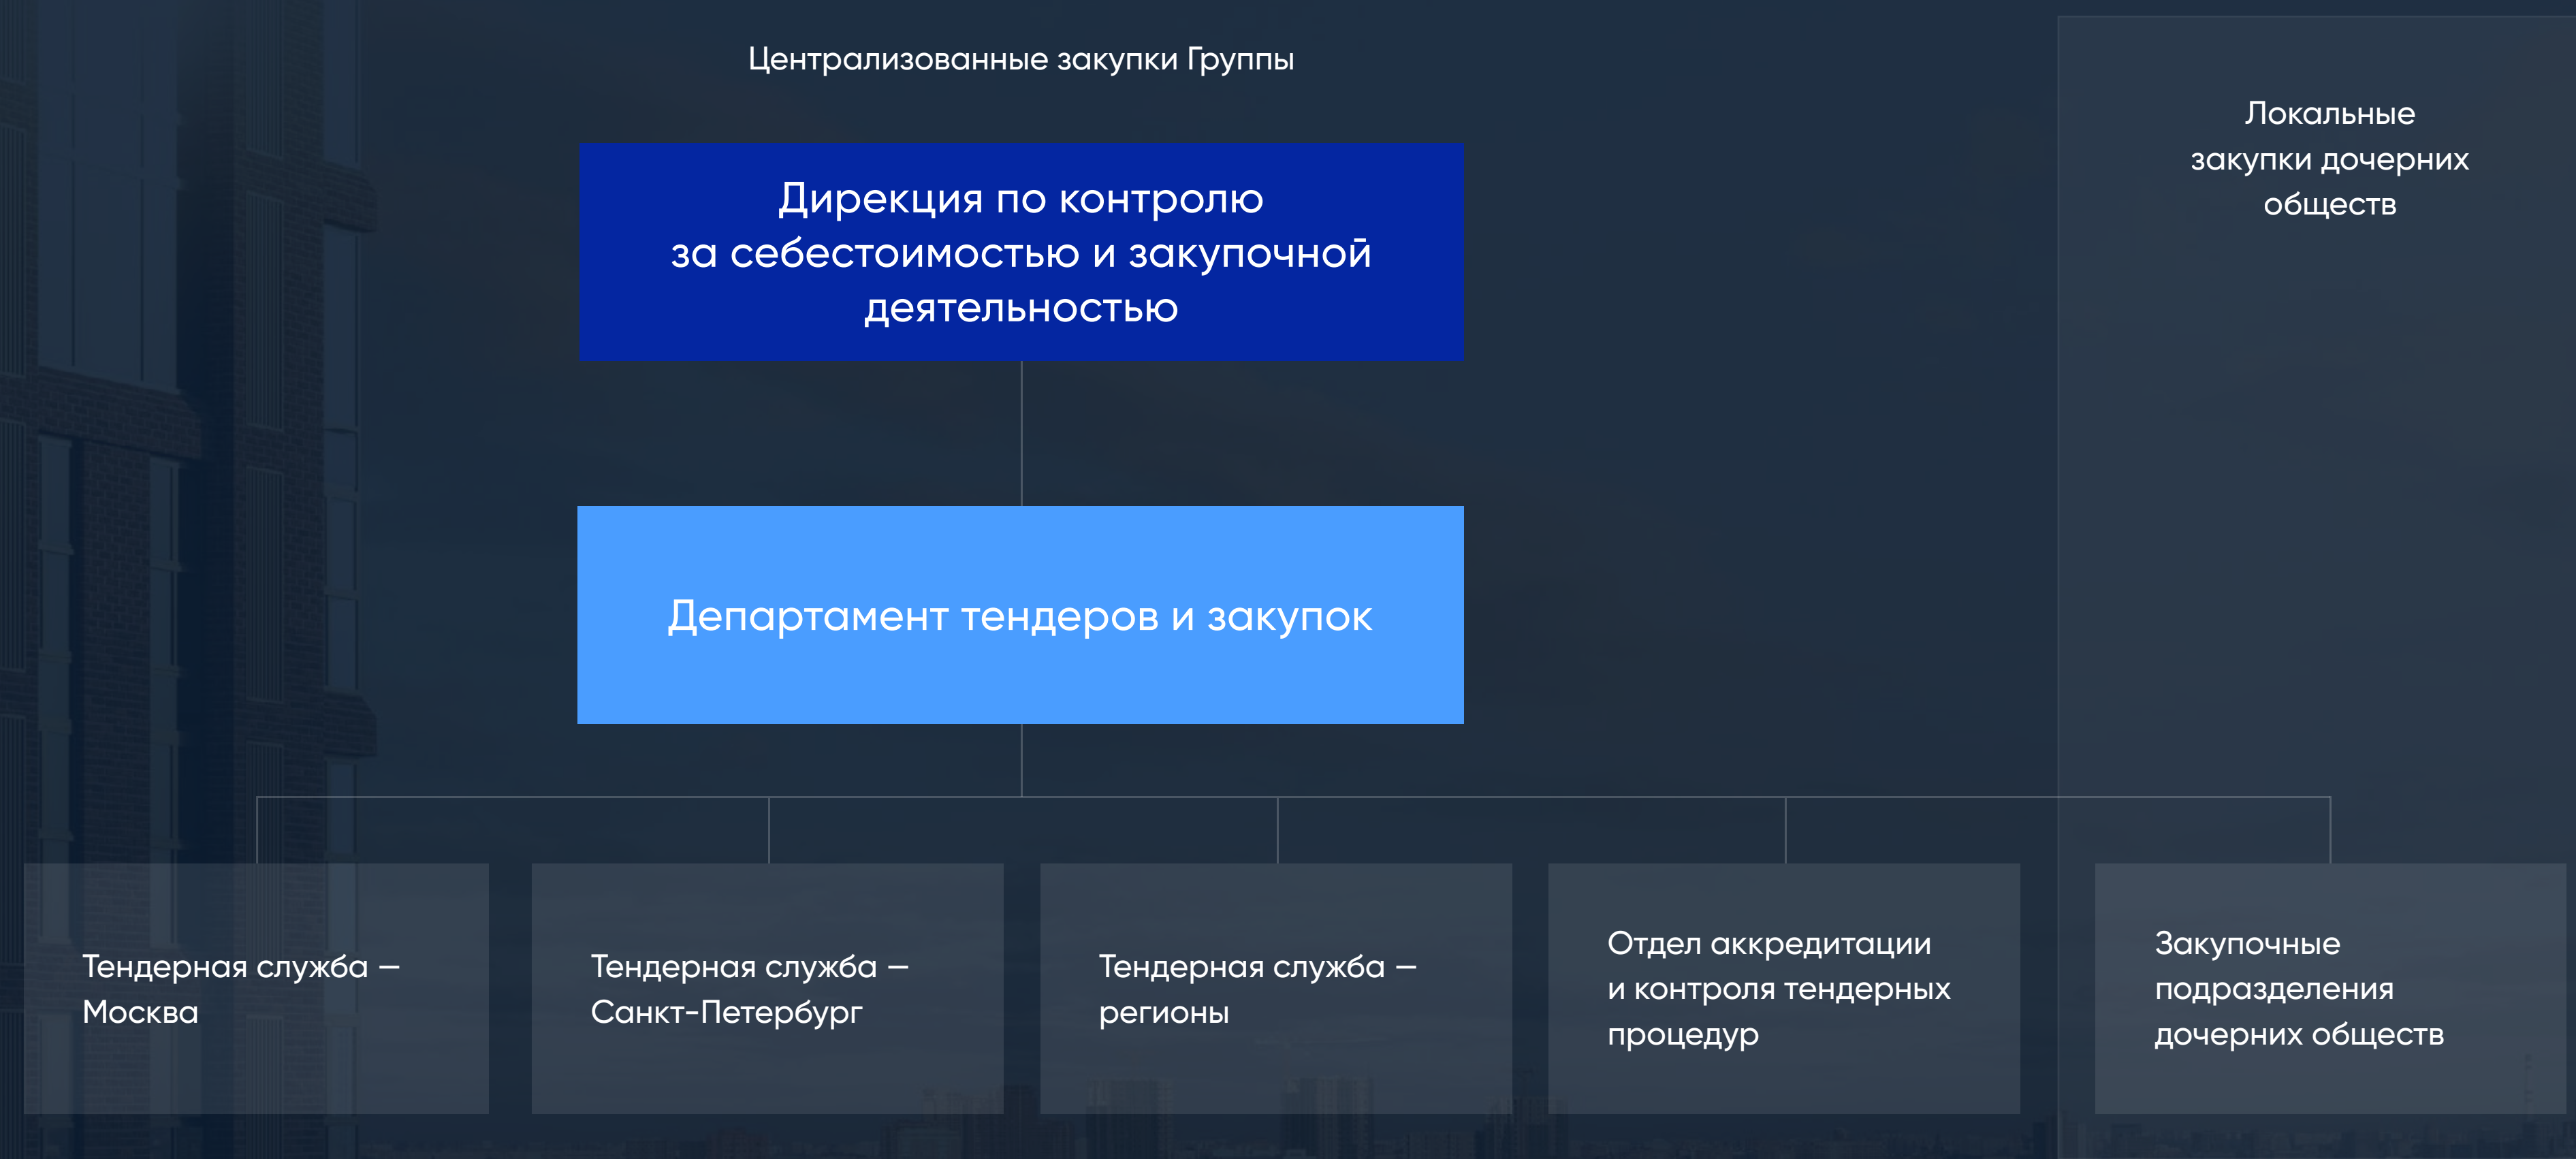 Централизованные закупки Группы
Локальные
закупки дочерних
обществ
Дирекция по контролю
за себестоимостью и закупочной
деятельностью
Департамент тендеров и закупок
Тендерная служба —
Москва
Тендерная служба —
Санкт-Петербург
Тендерная служба —
регионы
Отдел аккредитации
и контроля тендерных
процедур
Закупочные
подразделения
дочерних обществ